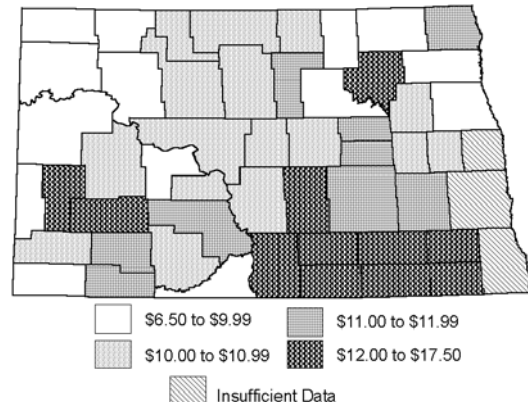 $6.50 to $9.99
$11.00 to $11.99
$10.00 to $10.99
$12.00 to $17.50
Insufficient Data